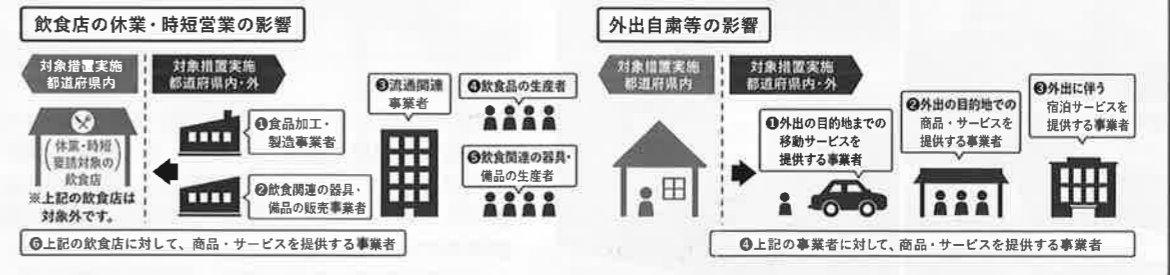 飲食店の休業・時短営業の影響
対象措置実施
都道府県内
対象措置実施
都道府県内・外
休業・時短
要請対象の
飲食店
※上記の飲食店は
対象外です。
❶食品加工・
製造事業者
❷飲食関連の器具・
備品の販売事業者
❸流通関連
事業者
❹飲食品の生産者
❺飲食関連の器具・
備品の生産者
❻上記の飲食店に対して、商品・サービスを提供する事業者
外出自粛等の影響
対象措置実施
都道府県内
対象措置実施
都道府県内・外
❶外出の目的地までの
移動サービスを
提供する事業者
❷外出の目的地での
商品・サービスを
提供する事業者
❸外出に伴う
宿泊サービスを
提供する事業者
❹上記の事業者に対して、商品・サービスを提供する事業者